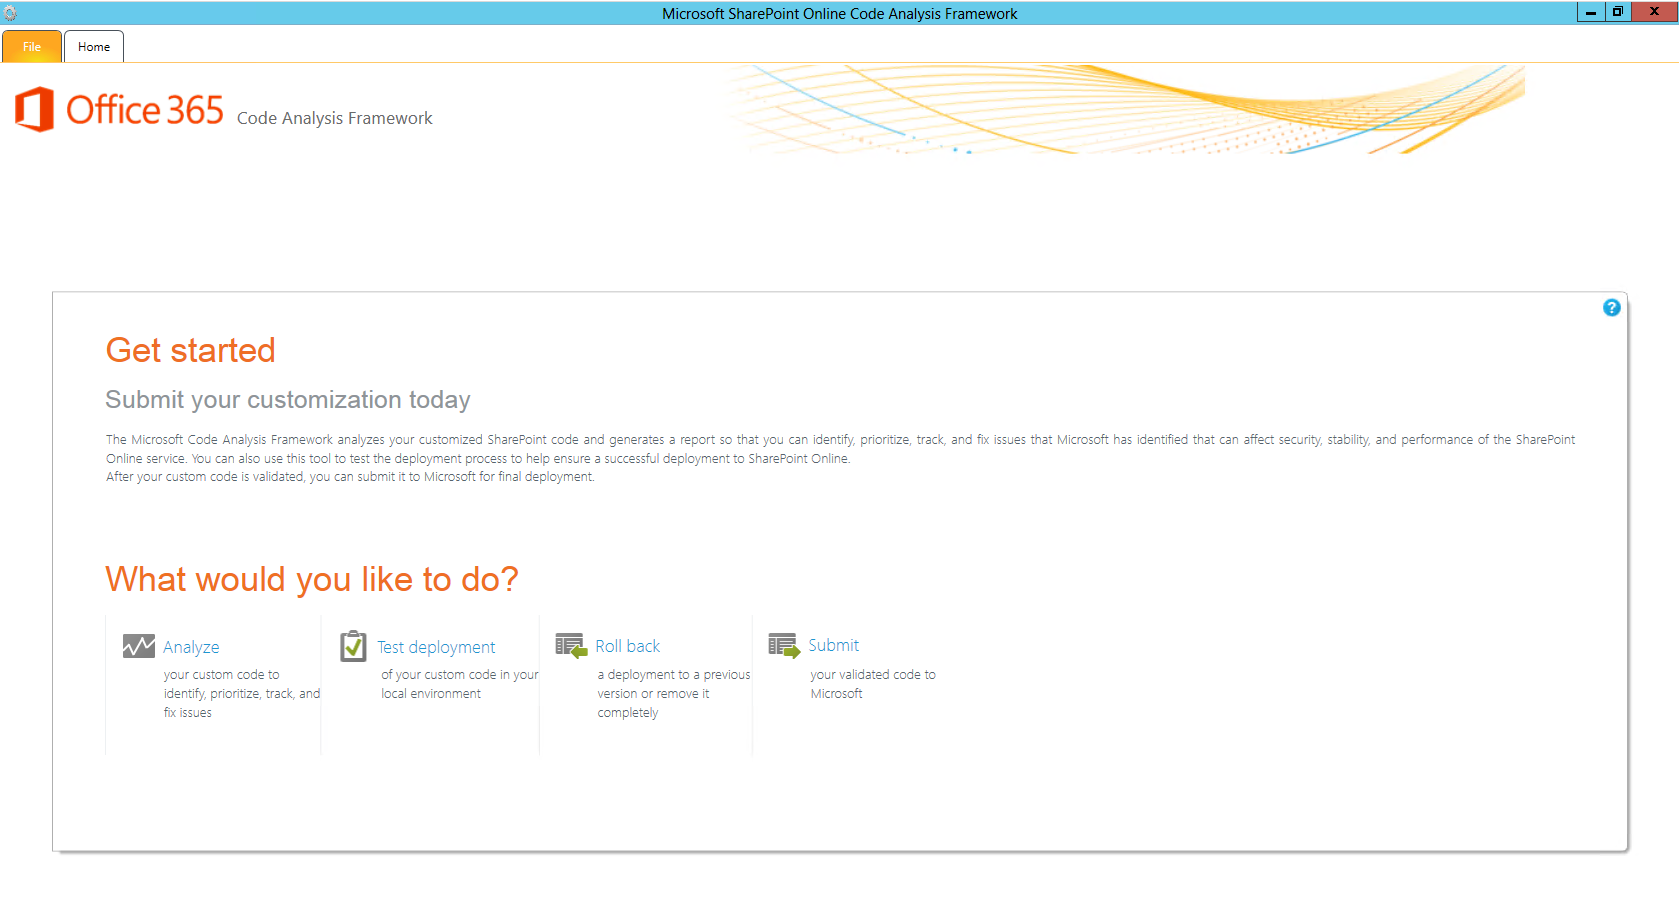 Microsoft SharePoint Online Code Analysis Framework
File
Home
Office 365 Code Analysis Framework
?
Get started
Submit your customization today
The Microsoft Code Analysis Framework analyzes your customized SharePoint code and generates a report so that you can identify, prioritize, track, and fix issues that Microsoft has identified that can affect security, stability, and performance of the SharePoint
Online service. You can also use this tool to test the deployment process to help ensure a successful deployment to SharePoint Online.
After your custom code is validated, you can submit it to Microsoft for final deployment.
What would you like to do?
Analyze
your custom code to
identify, prioritize, track, and
fix issues
Test deployment
of your custom code in your
local environment
Roll back
a deployment to a previous
version or remove it
completely
Submit
your validated code to
Microsoft